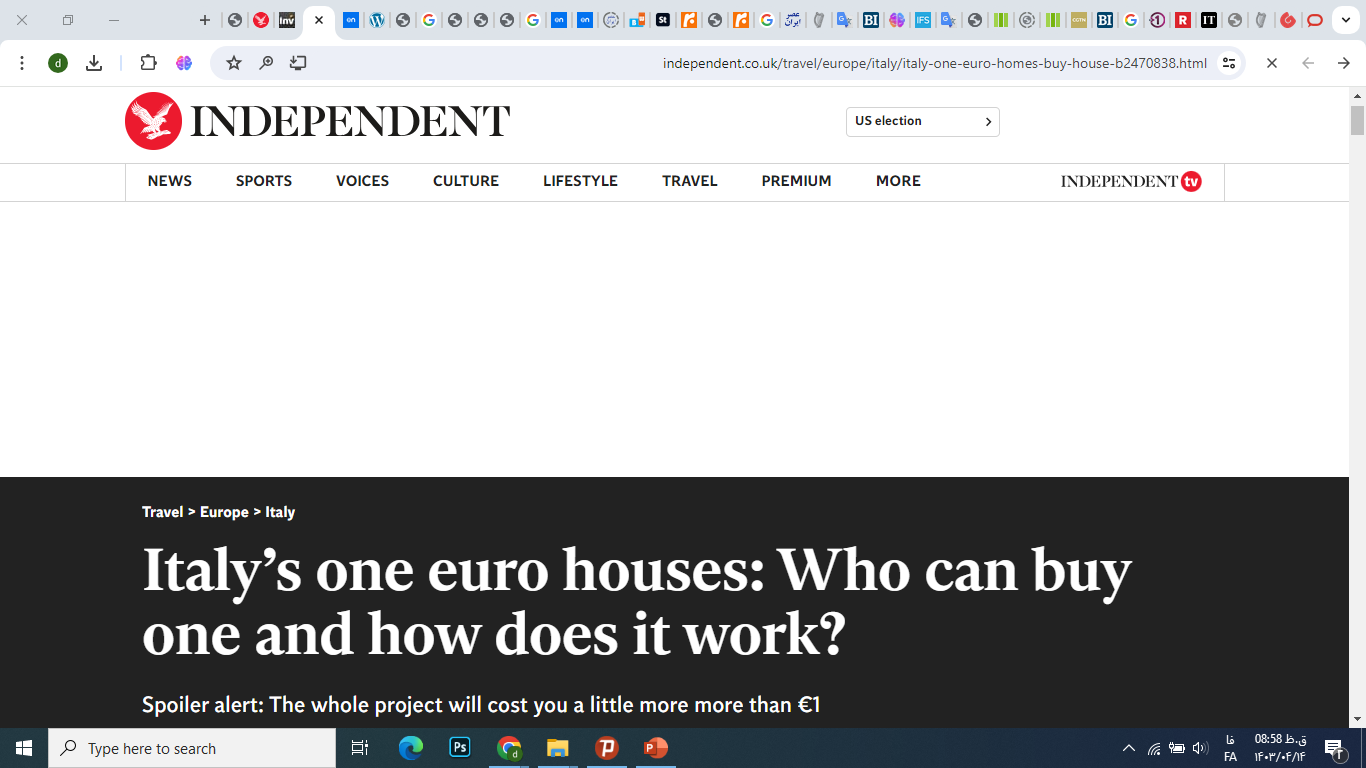 d
independent.co.uk/travel/europe/italy/italy-one-euro-homes-buy-house-b2470838.html
INDEPENDENT
US election
NEWS SPORTS VOICES CULTURE LIFESTYLE TRAVEL PREMIUM MORE INDEPENDENT tv
Travel > Europe > Italy
Italy’s one euro houses: Who can buy
one and how does it work?
Spoiler alert: The whole project will cost you a little more more than €1
Type here to search
Ps
فا
FA
08:58 ق.ظ
۱۴۰۳/۰۲/۱۴